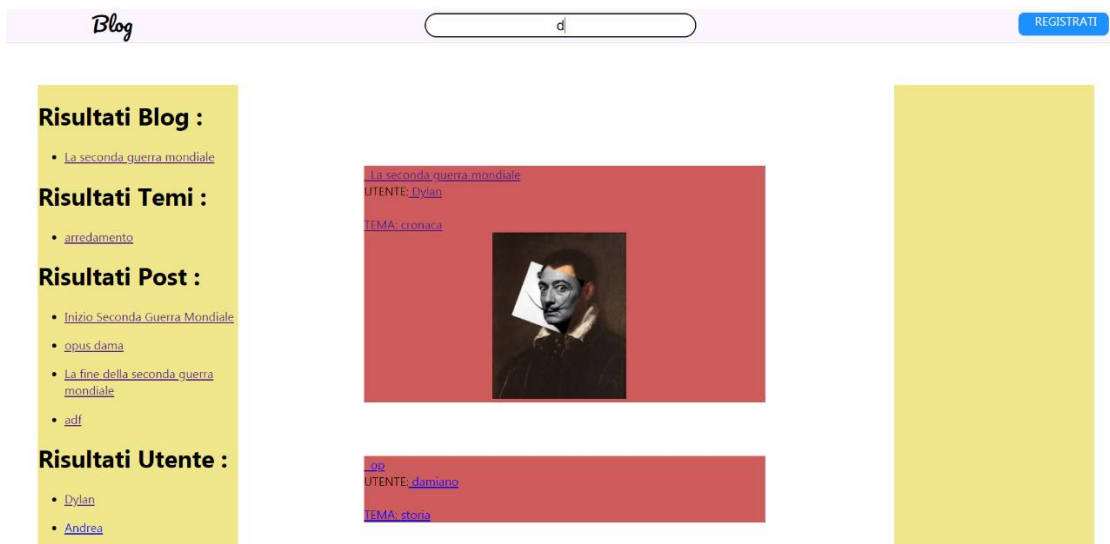 Blog
d
REGISTRATI
Risultati Blog :
La seconda guerra mondiale
Risultati Temi :
arredamento
Risultati Post :
Inizio Seconda Guerra Mondiale
opus dama
La fine della seconda guerra
mondiale
adf
Risultati Utente :
Dylan
Andrea
La seconda guerra mondiale
UTENTE: Dylan
TEMA: cronaca
op
UTENTE: damiano
TEMA: storia